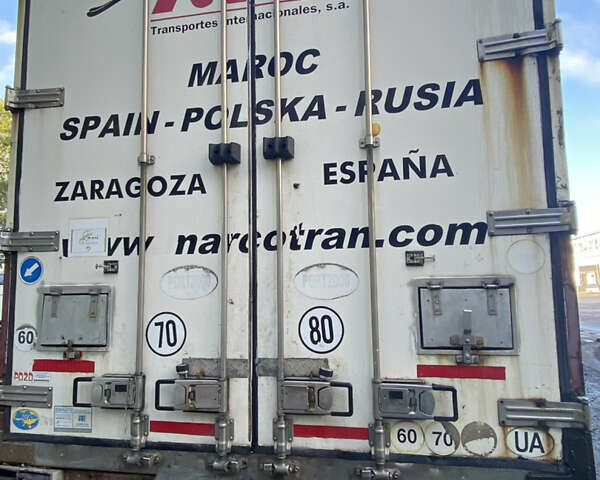 Transportes Internacionales, s.a.
MAROC
SPAIN-POLSKA-RUSIA
ZARAGOZA ESPAÑA
www narcotran.com
70
80
60
60
70
UA